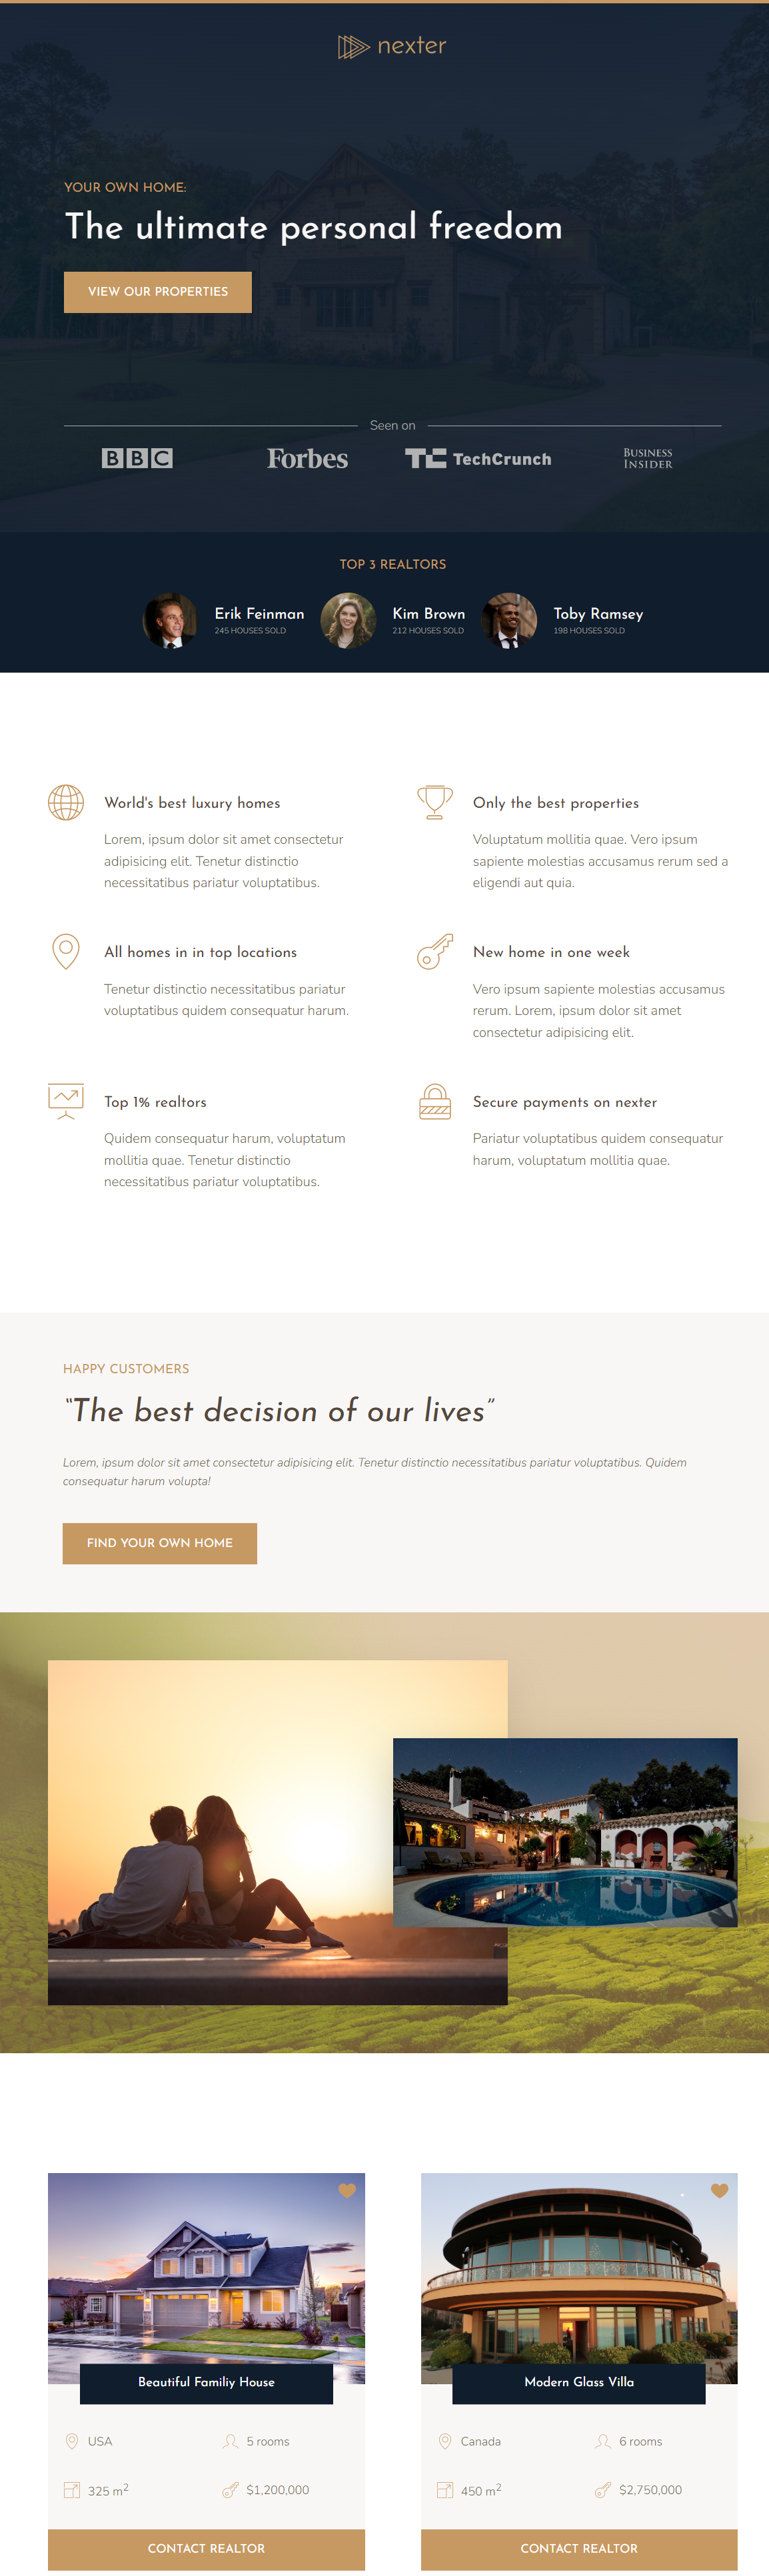 nexter
YOUR OWN HOME:
The ultimate personal freedom
VIEW OUR PROPERTIES
Seen on
BBC
Forbes
TC TechCrunch
BUSINESS
INSIDER
TOP 3 REALTORS
Erik Feinman
245 HOUSES SOLD
Kim Brown
212 HOUSES SOLD
Toby Ramsey
198 HOUSES SOLD
World's best luxury homes
Lorem, ipsum dolor sit amet consectetur
adipisicing elit. Tenetur distinctio
necessitatibus pariatur voluptatibus.
Only the best properties
Voluptatum mollitia quae. Vero ipsum
sapiente molestias accusamus rerum sed a
eligendi aut quia.
All homes in in top locations
Tenetur distinctio necessitatibus pariatur
voluptatibus quidem consequatur harum.
New home in one week
Vero ipsum sapiente molestias accusamus
rerum. Lorem, ipsum dolor sit amet
consectetur adipisicing elit.
Top 1% realtors
Quidem consequatur harum, voluptatum
mollitia quae. Tenetur distinctio
necessitatibus pariatur voluptatibus.
Secure payments on nexter
Pariatur voluptatibus quidem consequatur
harum, voluptatum mollitia quae.
HAPPY CUSTOMERS
“The best decision of our lives”
Lorem, ipsum dolor sit amet consectetur adipisicing elit. Tenetur distinctio necessitatibus pariatur voluptatibus. Quidem
consequatur harum volupta!
FIND YOUR OWN HOME
Beautiful Familiy House
USA
5 rooms
325 m²
$1,200,000
CONTACT REALTOR
Modern Glass Villa
Canada
6 rooms
450 m²
$2,750,000
CONTACT REALTOR